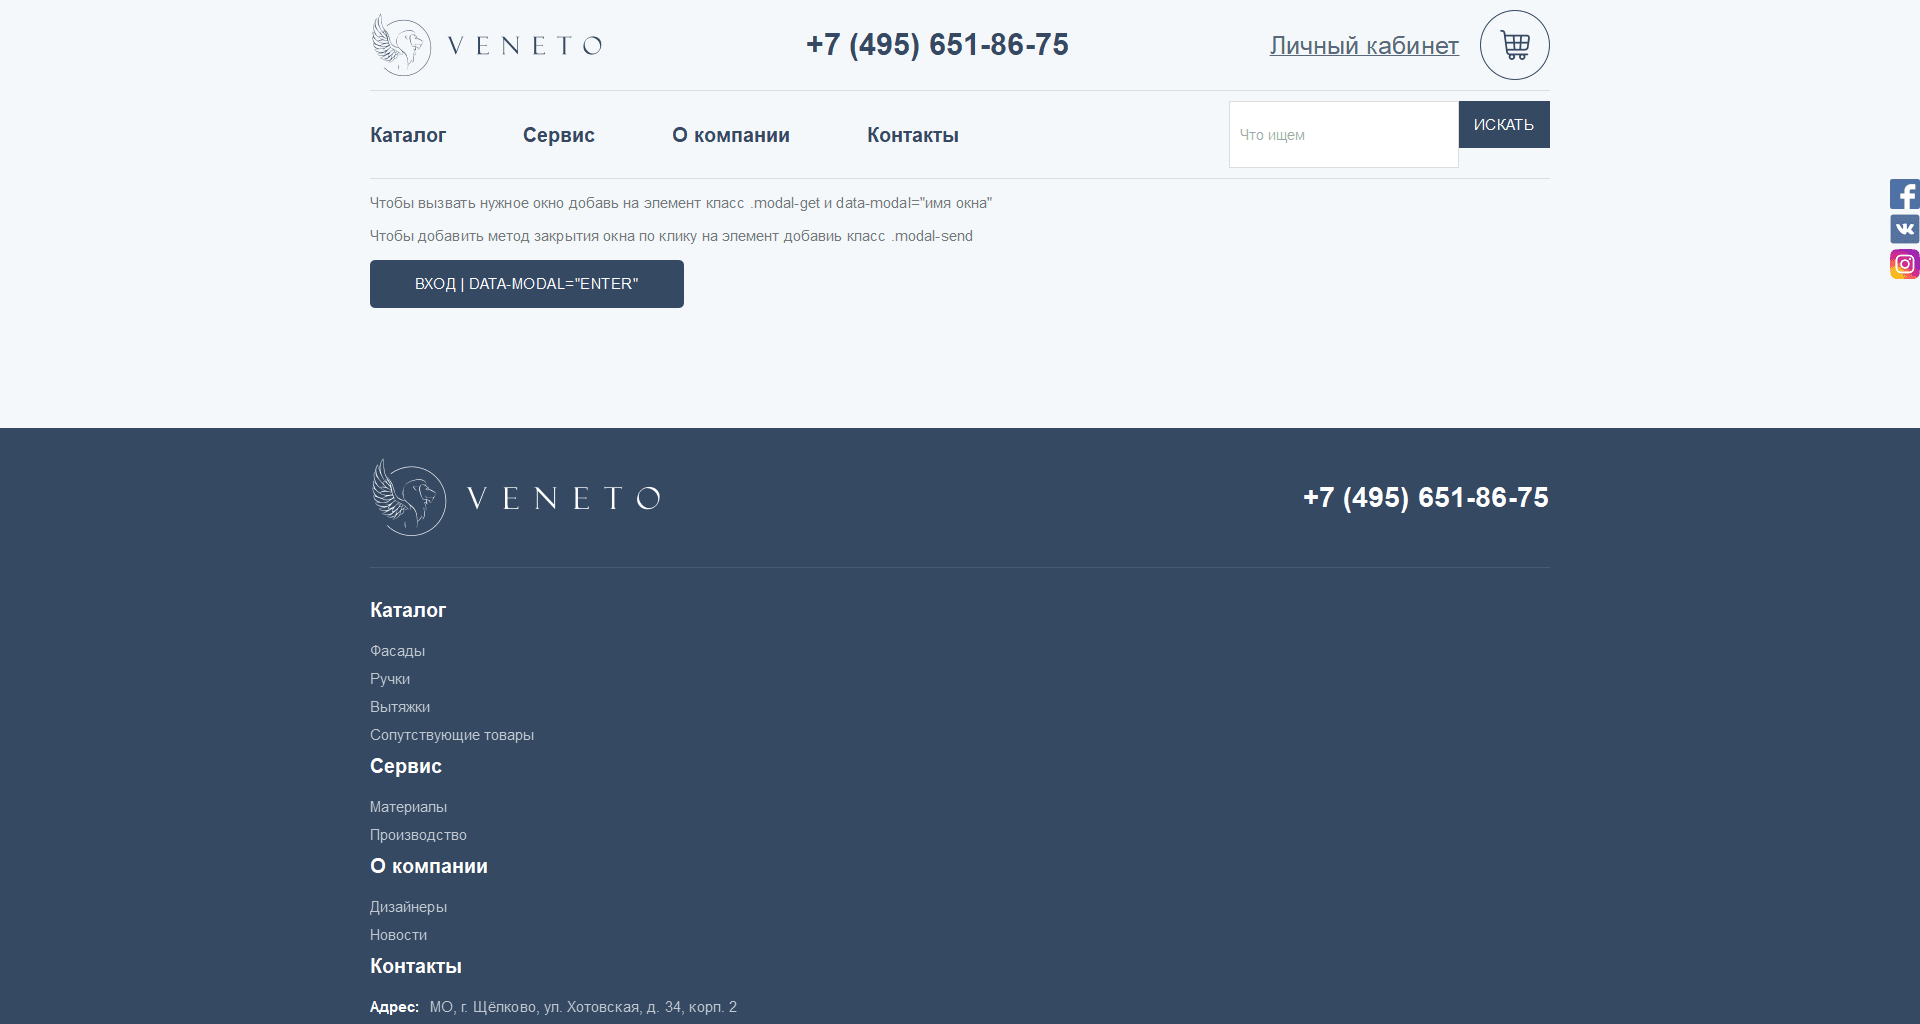 VENETO
+7 (495) 651-86-75
Личный кабинет
Каталог
Сервис
О компании
Контакты
Что ищем
ИСКАТЬ
Чтобы вызвать нужное окно добавь на элемент класс .modal-get и data-modal="имя окна"
Чтобы добавить метод закрытия окна по клику на элемент добавиь класс .modal-send
ВХОД | DATA-MODAL="ENTER"
VENETO
+7 (495) 651-86-75
Каталог
Фасады
Ручки
Вытяжки
Сопутствующие товары
Сервис
Материалы
Производство
О компании
Дизайнеры
Новости
Контакты
Адрес: МО, г. Щёлково, ул. Хотовская, д. 34, корп. 2